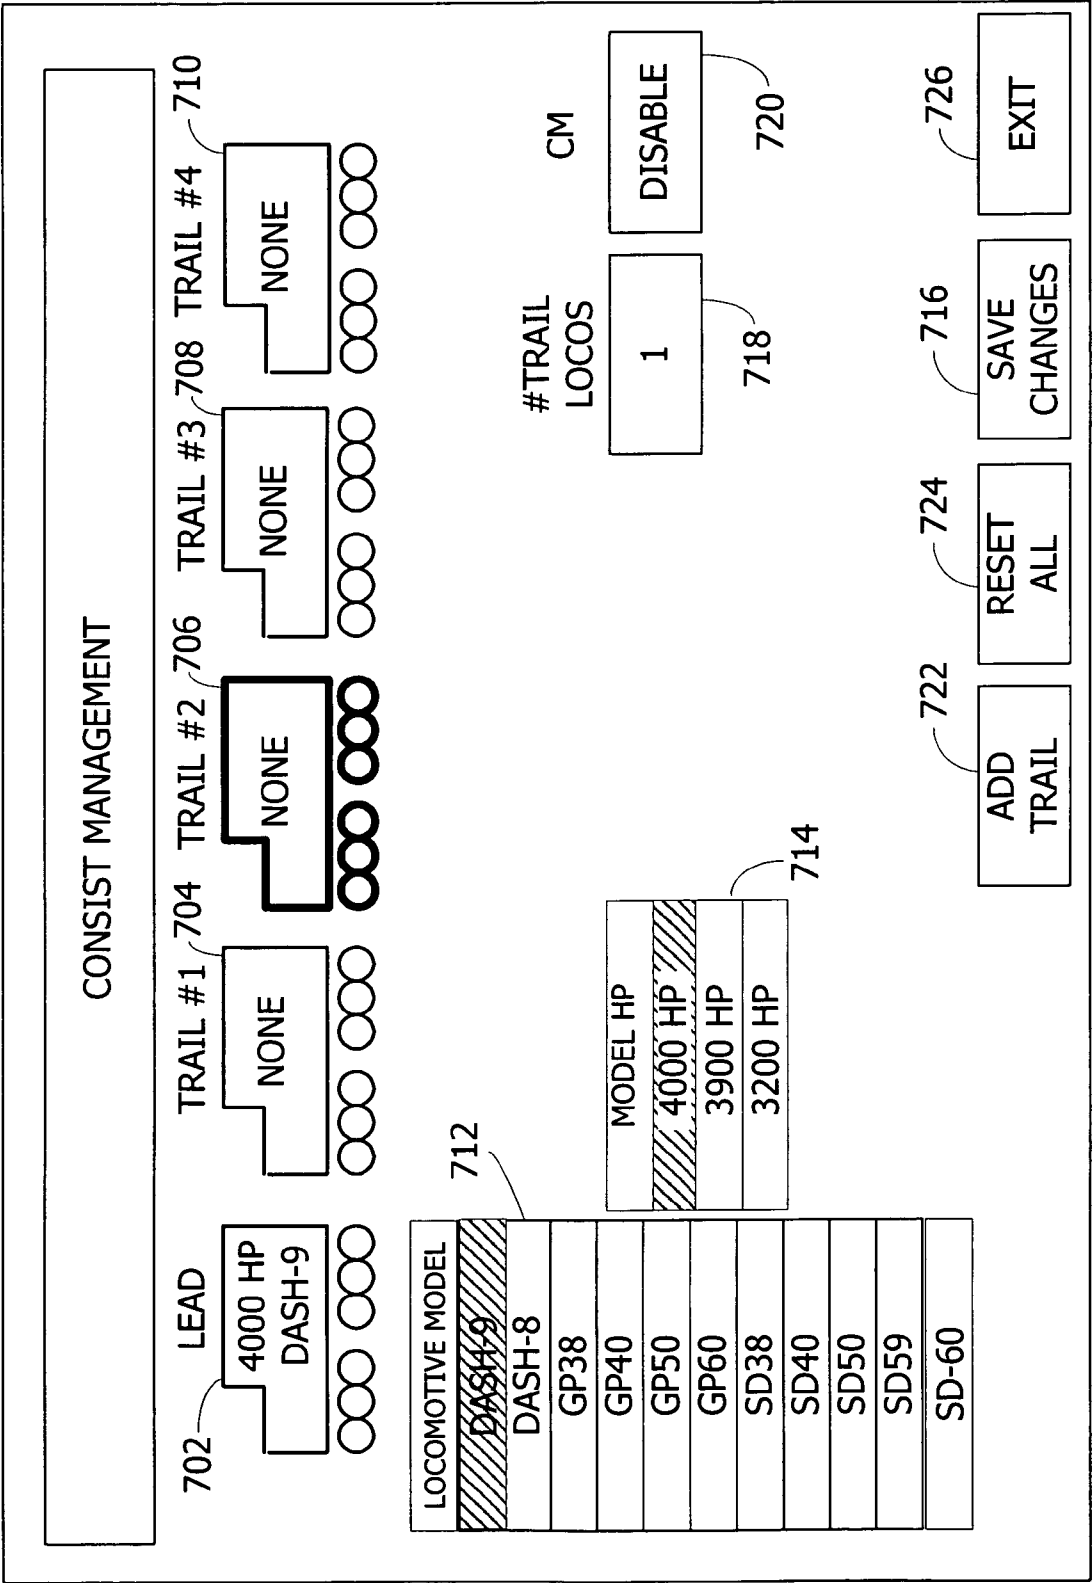 CONSIST MANAGEMENT
LEAD
TRAIL #1
TRAIL #2
TRAIL #3
TRAIL #4
702
704
706
708
710
4000 HP
DASH-9
NONE
NONE
NONE
NONE
LOCOMOTIVE MODEL
DASH-9
DASH-8
GP38
GP40
GP50
GP60
SD38
SD40
SD50
SD59
SD-60
712
MODEL HP
4000 HP
3900 HP
3200 HP
714
#TRAIL
LOCOS
1
718
CM
DISABLE
720
722
ADD
TRAIL
724
RESET
ALL
716
SAVE
CHANGES
726
EXIT